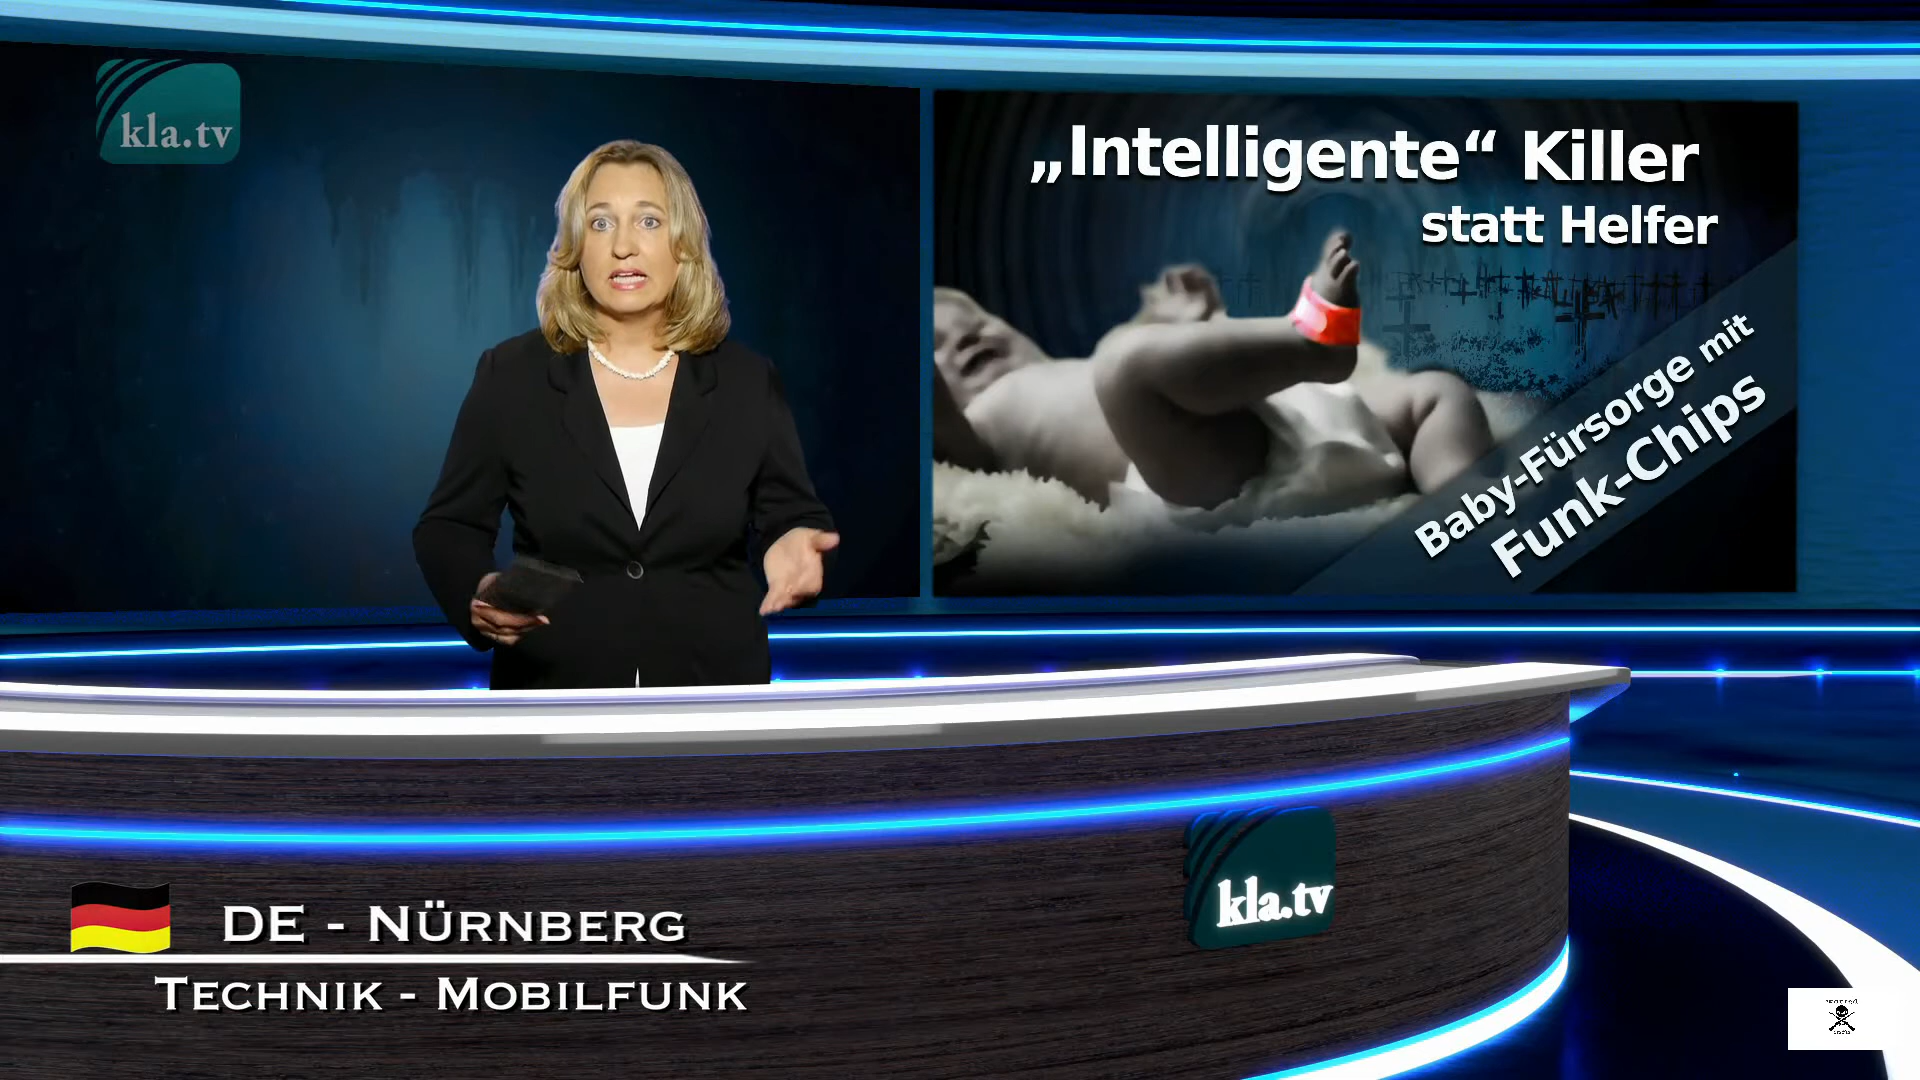 kla.tv
„Intelligente“ Killer
statt Helfer
Baby-Fürsorge mit
Funk-Chips
kla.tv
DE - Nürnberg
Technik - Mobilfunk